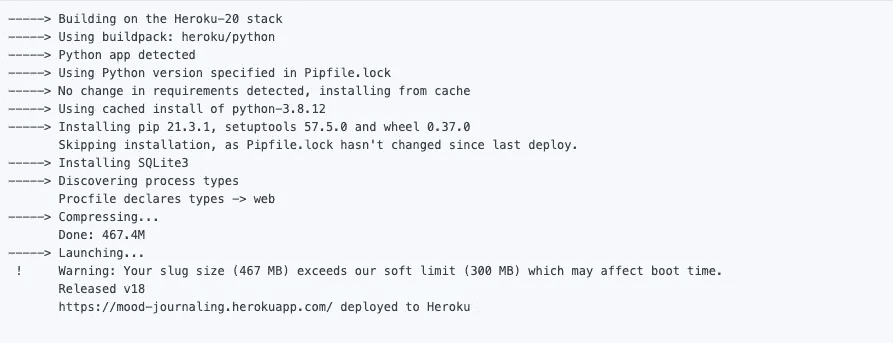 -----> Building on the Heroku-20 stack
-----> Using buildpack: heroku/python
-----> Python app detected
-----> Using Python version specified in Pipfile.lock
-----> No change in requirements detected, installing from cache
-----> Using cached install of python-3.8.12
-----> Installing pip 21.3.1, setuptools 57.5.0 and wheel 0.37.0
       Skipping installation, as Pipfile.lock hasn't changed since last deploy.
-----> Installing SQLite3
-----> Discovering process types
       Procfile declares types -> web
-----> Compressing...
       Done: 467.4M
-----> Launching...
 !     Warning: Your slug size (467 MB) exceeds our soft limit (300 MB) which may affect boot time.
       Released v18
       https://mood-journaling.herokuapp.com/ deployed to Heroku